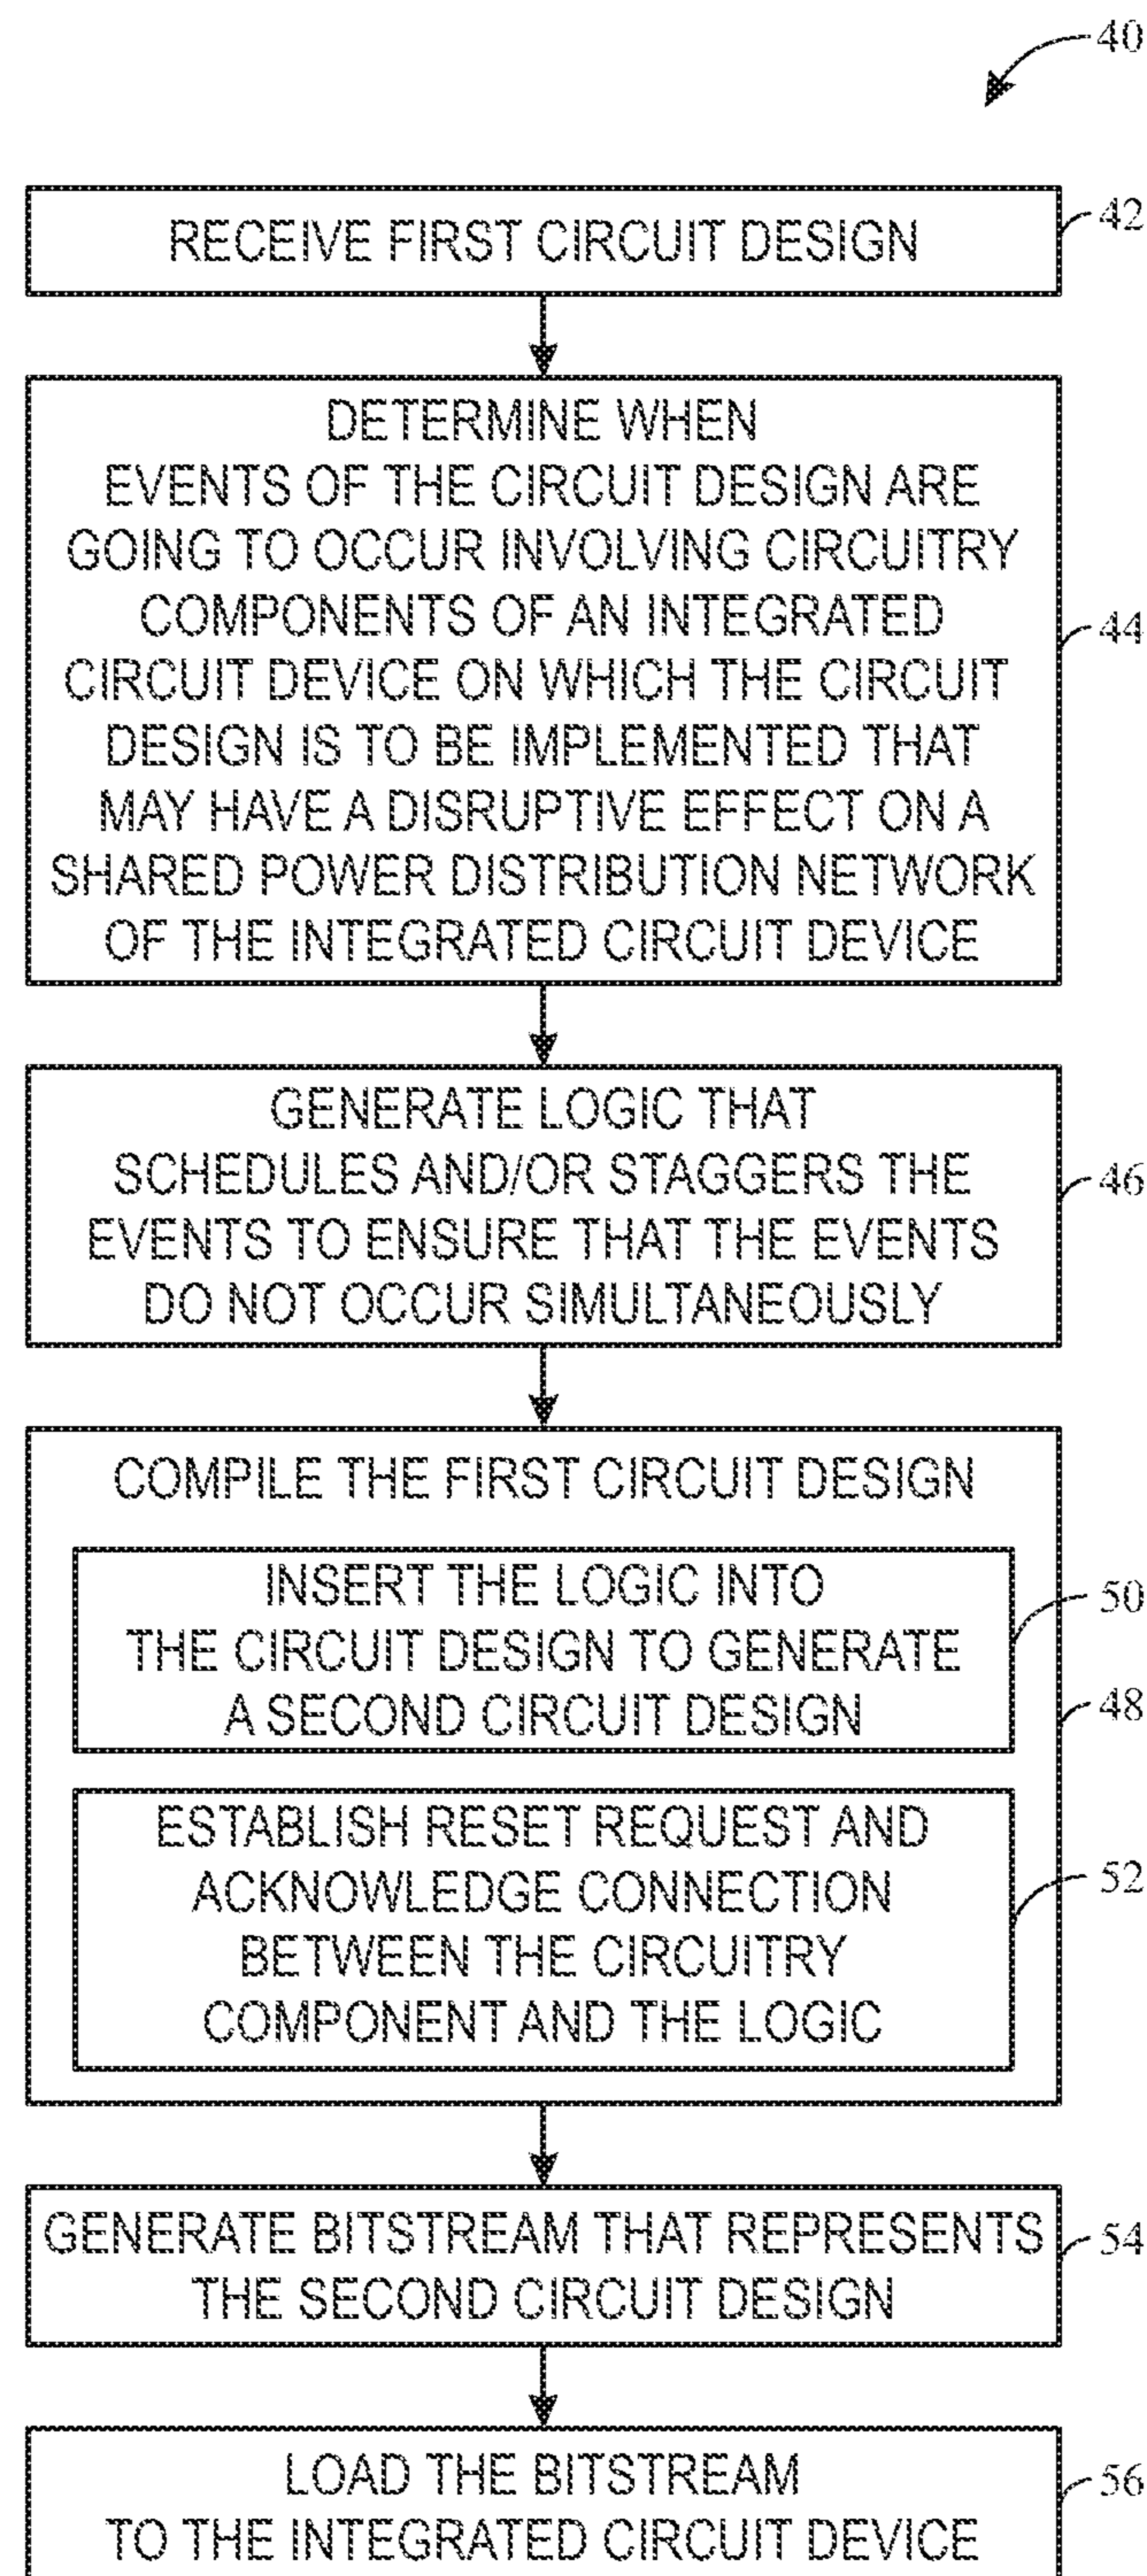 40
RECEIVE FIRST CIRCUIT DESIGN
42
DETERMINE WHEN
EVENTS OF THE CIRCUIT DESIGN ARE
GOING TO OCCUR INVOLVING CIRCUITRY
COMPONENTS OF AN INTEGRATED
CIRCUIT DEVICE ON WHICH THE CIRCUIT
DESIGN IS TO BE IMPLEMENTED THAT
MAY HAVE A DISRUPTIVE EFFECT ON A
SHARED POWER DISTRIBUTION NETWORK
OF THE INTEGRATED CIRCUIT DEVICE
44
GENERATE LOGIC THAT
SCHEDULES AND/OR STAGGERS THE
EVENTS TO ENSURE THAT THE EVENTS
DO NOT OCCUR SIMULTANEOUSLY
46
COMPILE THE FIRST CIRCUIT DESIGN
INSERT THE LOGIC INTO
THE CIRCUIT DESIGN TO GENERATE
A SECOND CIRCUIT DESIGN
50
48
ESTABLISH RESET REQUEST AND
ACKNOWLEDGE CONNECTION
BETWEEN THE CIRCUITRY
COMPONENT AND THE LOGIC
52
GENERATE BITSTREAM THAT REPRESENTS
THE SECOND CIRCUIT DESIGN
54
LOAD THE BITSTREAM
TO THE INTEGRATED CIRCUIT DEVICE
56